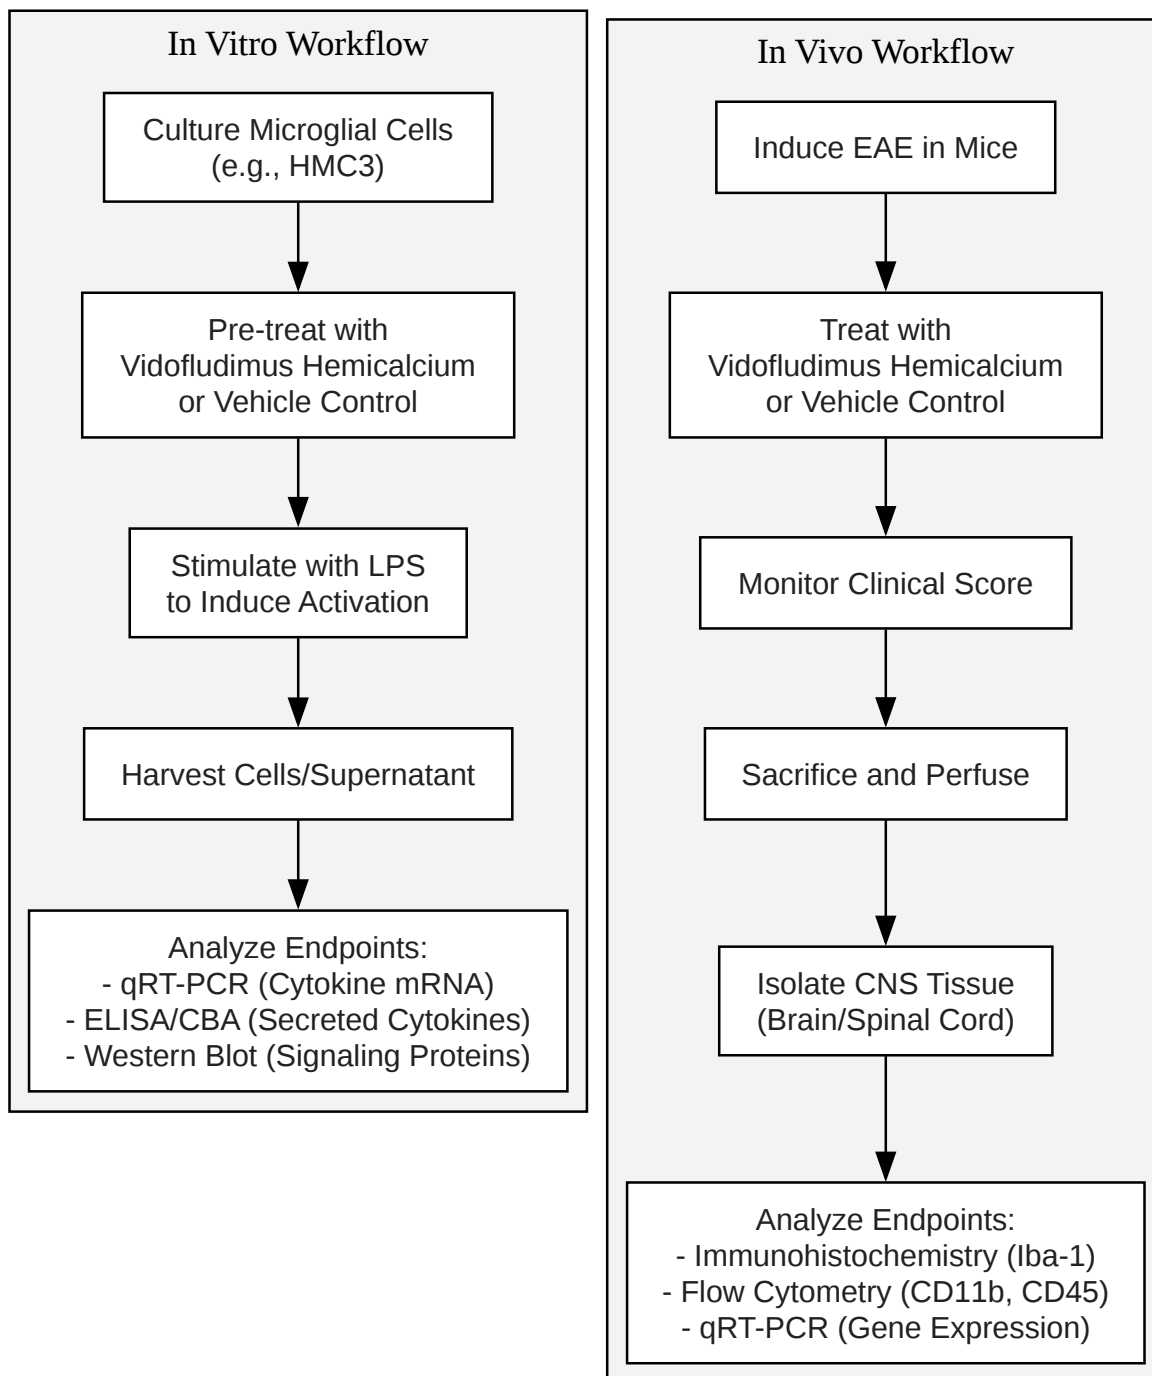 In Vitro Workflow
Culture Microglial Cells
(e.g., HMC3)
Pre-treat with
Vidofludimus Hemicalcium
or Vehicle Control
Stimulate with LPS
to Induce Activation
Harvest Cells/Supernatant
Analyze Endpoints:
- qRT-PCR (Cytokine mRNA)
- ELISA/CBA (Secreted Cytokines)
- Western Blot (Signaling Proteins)
In Vivo Workflow
Induce EAE in Mice
Treat with
Vidofludimus Hemicalcium
or Vehicle Control
Monitor Clinical Score
Sacrifice and Perfuse
Isolate CNS Tissue
(Brain/Spinal Cord)
Analyze Endpoints:
- Immunohistochemistry (Iba-1)
- Flow Cytometry (CD11b, CD45)
- qRT-PCR (Gene Expression)